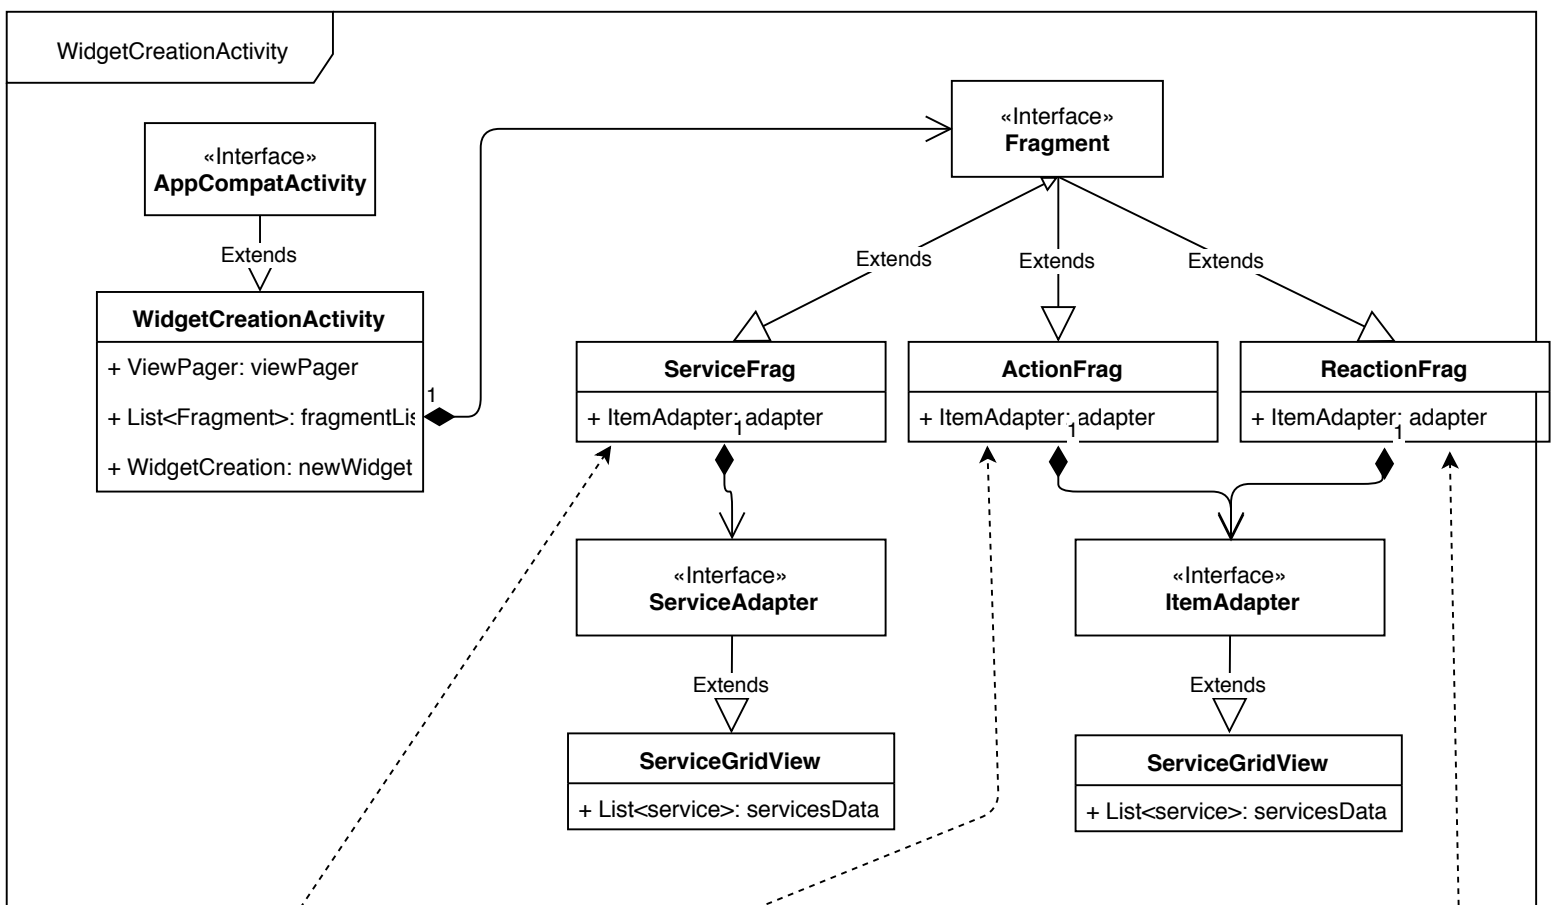 WidgetCreationActivity
«Interface»
Fragment
«Interface»
AppCompatActivity
Extends
Extends
Extends
Extends
WidgetCreationActivity
+ ViewPager: viewPager
+ List<Fragment>: fragmentLis
+ WidgetCreation: newWidget
1
ServiceFrag
+ ItemAdapter: adapter
1
ActionFrag
+ ItemAdapter: adapter
1
ReactionFrag
+ ItemAdapter: adapter
1
«Interface»
ServiceAdapter
«Interface»
ItemAdapter
Extends
Extends
ServiceGridView
+ List<service>: servicesData
ServiceGridView
+ List<service>: servicesData